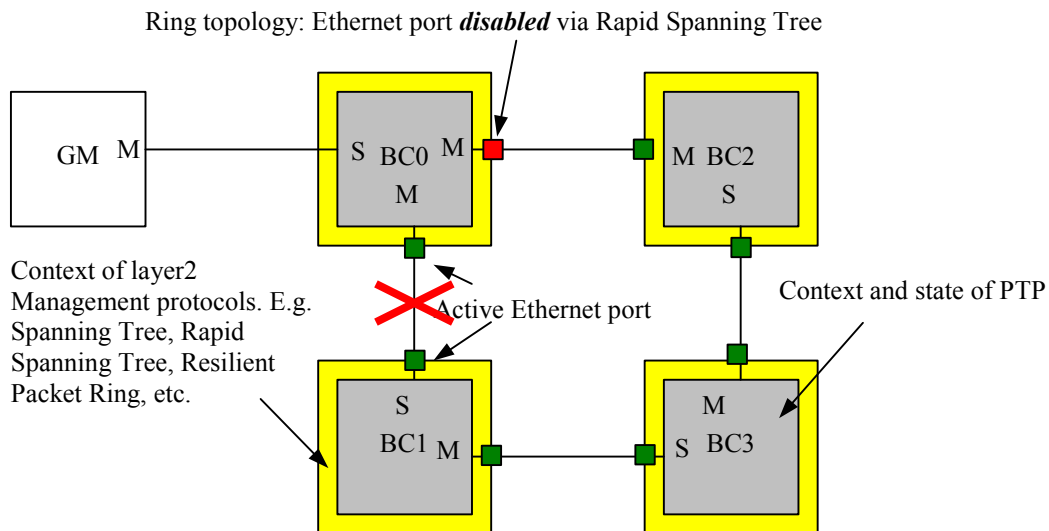 Ring topology: Ethernet port disabled via Rapid Spanning Tree
GM M
S BC0 M
M
M BC2
S
Context of layer2
Management protocols. E.g.
Spanning Tree, Rapid
Spanning Tree, Resilient
Packet Ring, etc.
Active Ethernet port
Context and state of PTP
S
BC1 M
M
S BC3